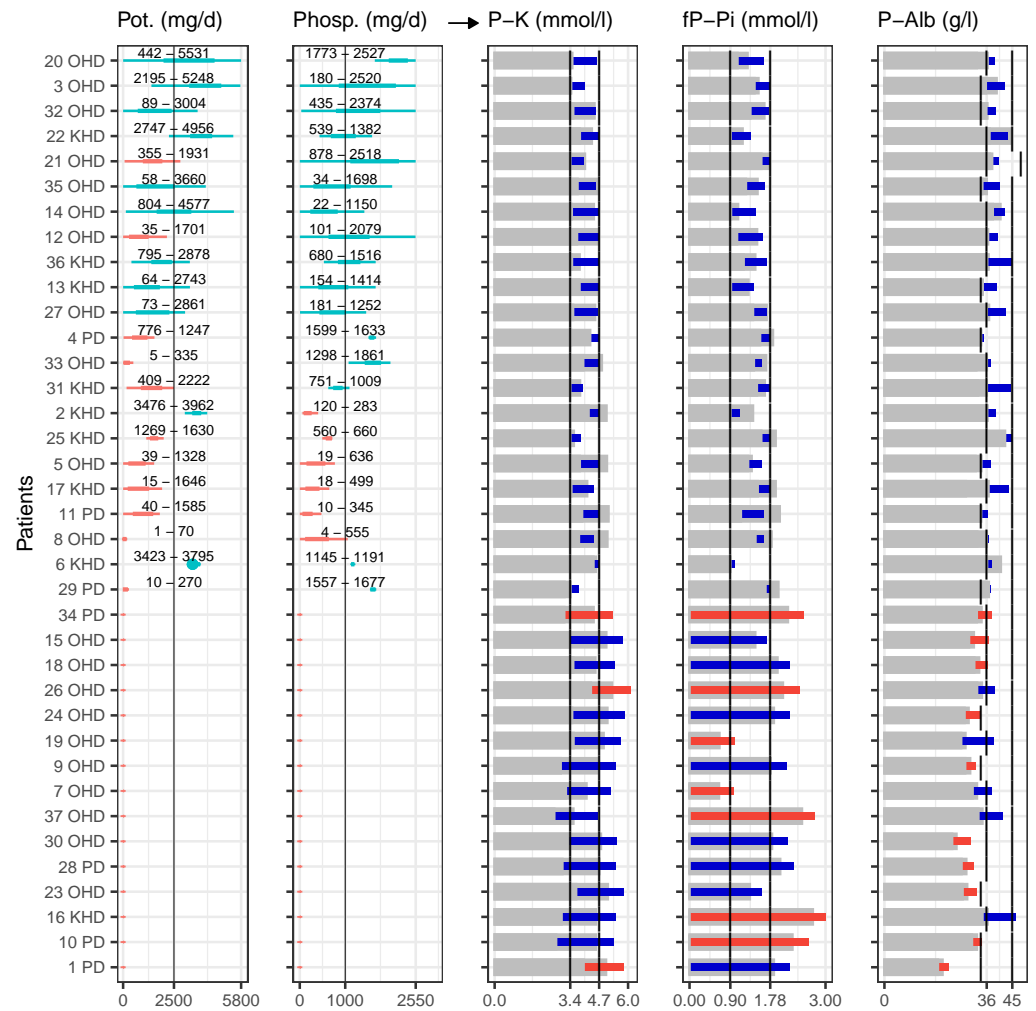 Pot. (mg/d) Phosp. (mg/d) P−K (mmol/l) fP−Pi (mmol/l) P−Alb (g/l)
20 OHD 442 − 5531 1773 − 2527
3 OHD 2195 − 5248 180 − 2520
32 OHD 89 − 3004 435 − 2374
22 KHD 2747 − 4956 539 − 1382
21 OHD 355 − 1931 878 − 2518
35 OHD 58 − 3660 34 − 1698
14 OHD 804 − 4577 22 − 1150
12 OHD 35 − 1701 101 − 2079
36 KHD 795 − 2878 680 − 1516
13 KHD 64 − 2743 154 − 1414
27 OHD 73 − 2861 181 − 1252
4 PD 776 − 1247 1599 − 1633
33 OHD 5 − 335 1298 − 1861
31 KHD 409 − 2222 751 − 1009
2 KHD 3476 − 3962 120 − 283
25 KHD 1269 − 1630 560 − 660
5 OHD 39 − 1328 19 − 636
17 KHD 15 − 1646 18 − 499
11 PD 40 − 1585 10 − 345
8 OHD 1 − 70 4 − 555
6 KHD 3423 − 3795 1145 − 1191
29 PD 10 − 270 1557 − 1677
34 PD
15 OHD
18 OHD
26 OHD
24 OHD
19 OHD
9 OHD
7 OHD
37 OHD
30 OHD
28 PD
23 OHD
16 KHD
10 PD
1 PD
Patients
0 2500 5800 0 1000 2550 0.0 3.4 4.7 6.0 0.00 0.90 1.78 3.00 0 36 45